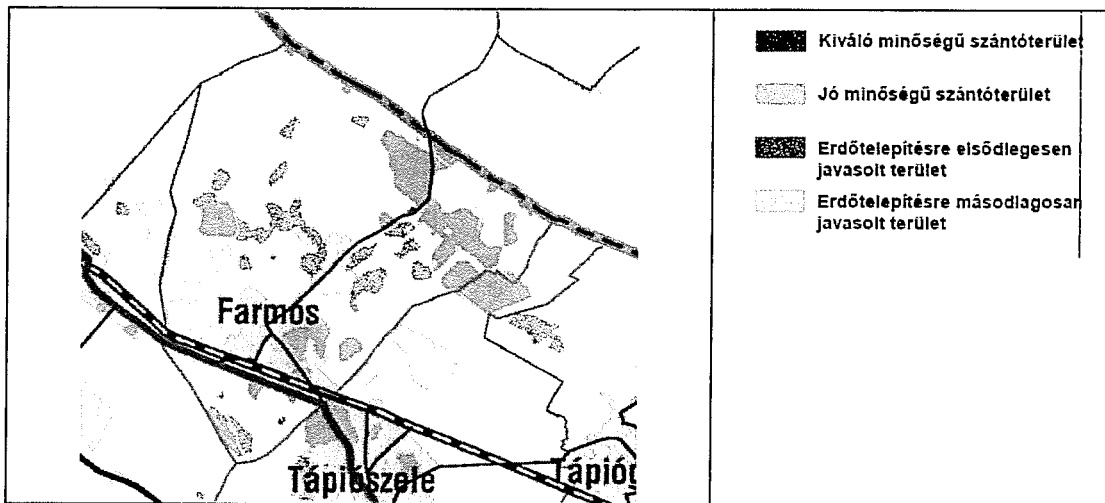 Kiváló minőségű szántóterület
Jó minőségű szántóterület
Erdőtelepítésre elsődlegesen
javasolt terület
Erdőtelepítésre másodlagosan
javasolt terület
Farmos
Tápiószele